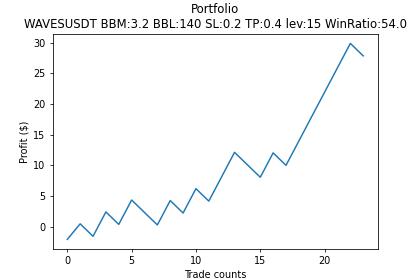 Portfolio
WAVESUSDT BBM:3.2 BBL:140 SL:0.2 TP:0.4 lev:15 WinRatio:54.0
30
25
20
15
10
5
0
Profit ($)
0 5 10 15 20
Trade counts